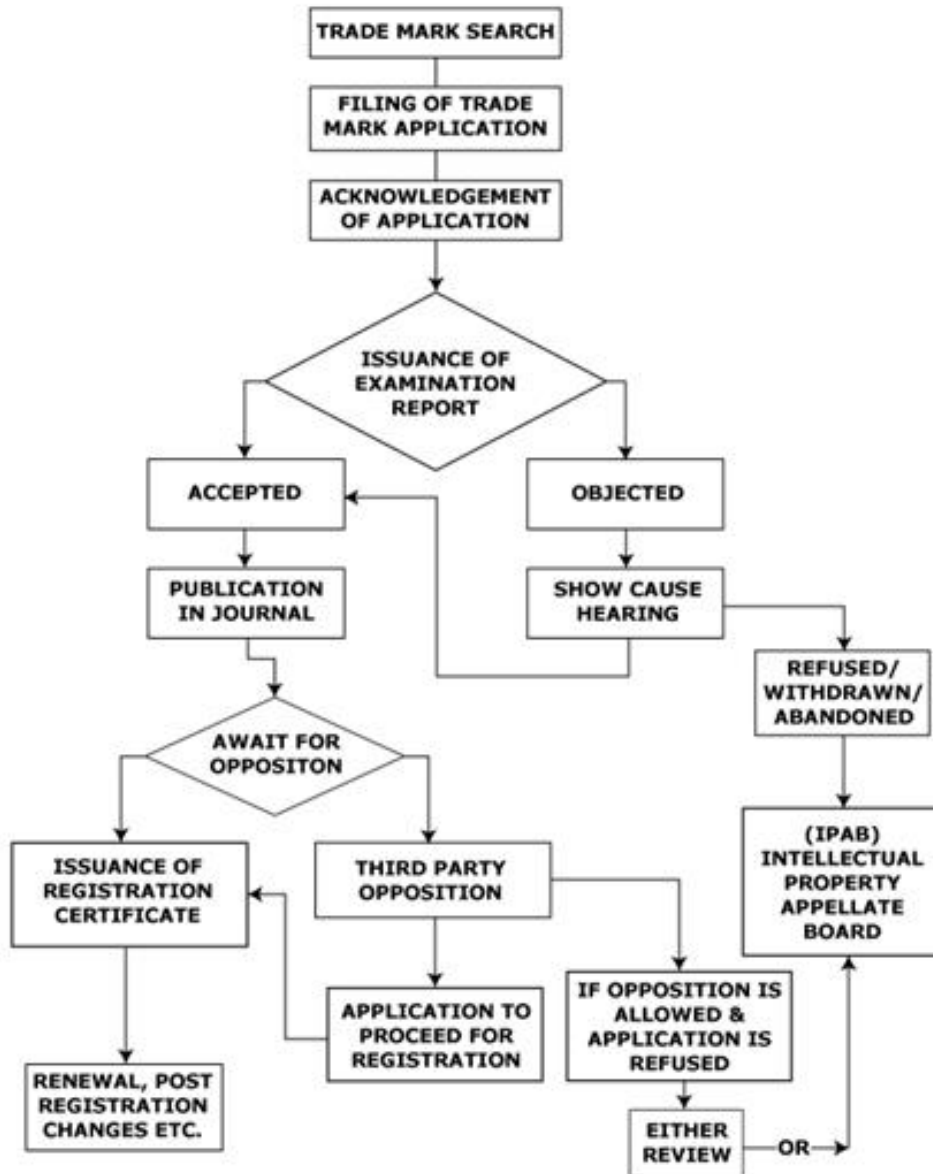 TRADE MARK SEARCH
FILING OF TRADE
MARK APPLICATION
ACKNOWLEDGEMENT
OF APPLICATION
ISSUANCE OF
EXAMINATION
REPORT
ACCEPTED
OBJECTED
PUBLICATION
IN JOURNAL
SHOW CAUSE
HEARING
REFUSED/
WITHDRAWN/
ABANDONED
AWAIT FOR
OPPOSITON
ISSUANCE OF
REGISTRATION
CERTIFICATE
THIRD PARTY
OPPOSITION
(IPAB)
INTELLECTUAL
PROPERTY
APPELLATE
BOARD
APPLICATION TO
PROCEED FOR
REGISTRATION
IF OPPOSITION IS
ALLOWED &
APPLICATION IS
REFUSED
RENEWAL, POST
REGISTRATION
CHANGES ETC.
EITHER
REVIEW
OR